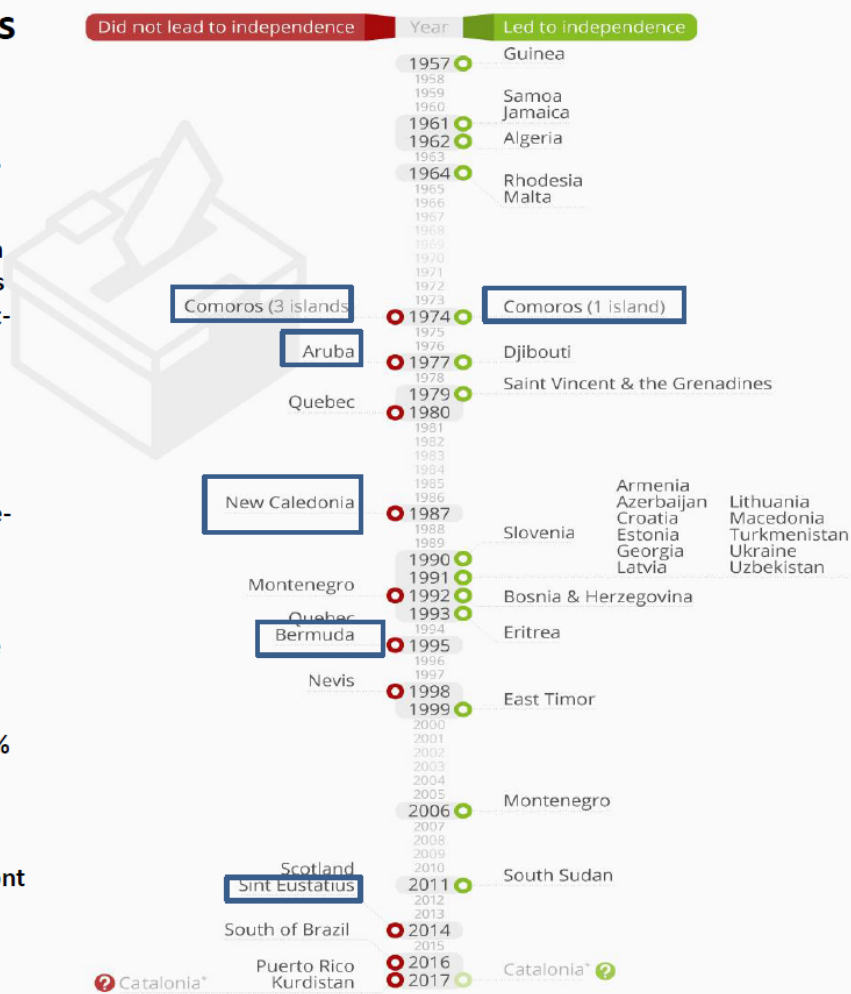 s
Did not lead to independence Year Led to independence
1957 Guinea
1958
1959
1960
Samoa
Jamaica
1961
1962 Algeria
1963
1964
Rhodesia
Malta
1965
1966
1967
1968
1969
1970
1971
1972
1973
Comoros (3 islands) 1974 Comoros (1 island)
1975
1976
Aruba 1977 Djibouti
1978
1979 Saint Vincent & the Grenadines
Quebec 1980
1981
1982
1983
1984
1985
1986
New Caledonia 1987
1988
1989
1990 Slovenia
1991
Armenia
Azerbaijan Lithuania
Croatia Macedonia
Estonia Turkmenistan
Georgia Ukraine
Latvia Uzbekistan
Montenegro 1992 Bosnia & Herzegovina
1993 Eritrea
1994
Quebec
Bermuda 1995
1996
1997
Nevis 1998
1999 East Timor
2000
2001
2002
2003
2004
2005
2006 Montenegro
2007
2008
2009
2010
2011 South Sudan
2012
2013
Scotland
Sint Eustatius
2014
2015
South of Brazil 2016
Puerto Rico
Kurdistan
2017
? Catalonia*
Catalonia* ?
%